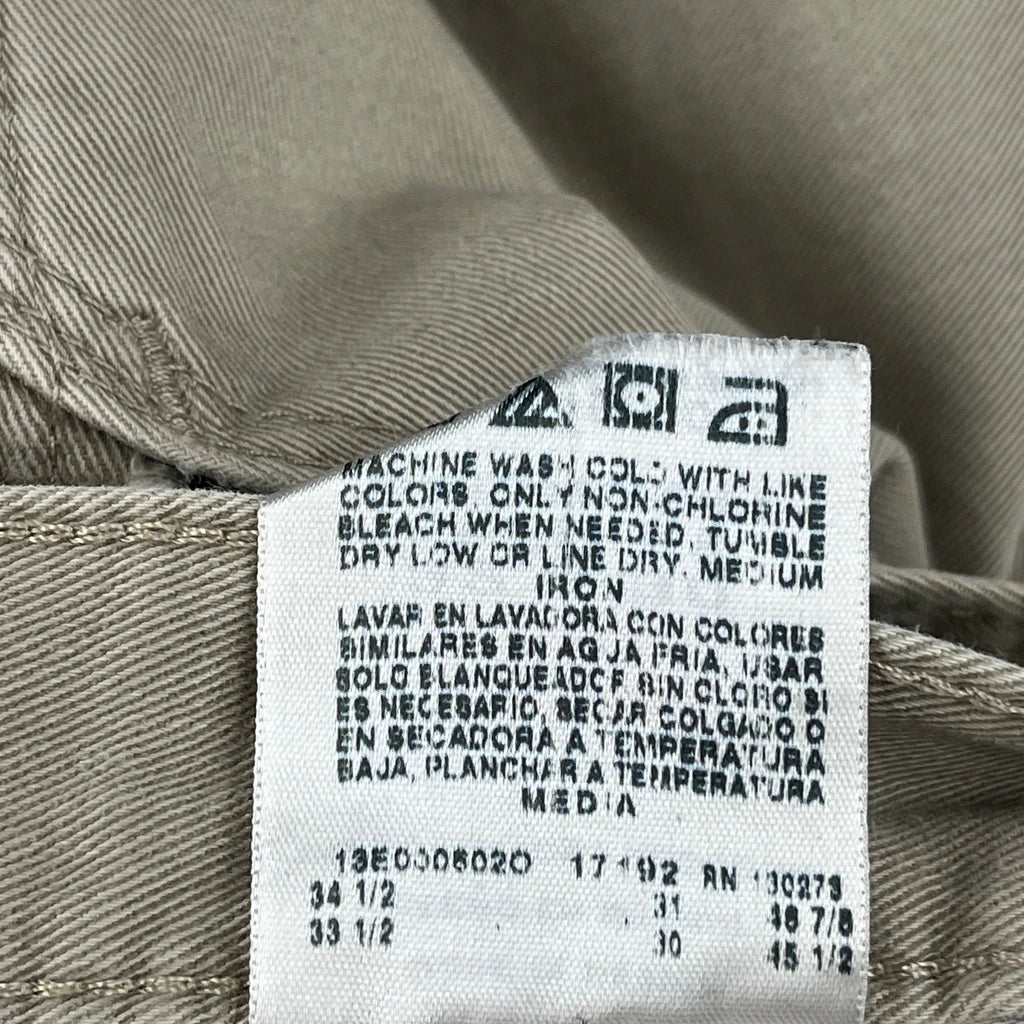 MACHINE WASH COLD WITH LIKE
COLORS. ONLY NON-CHLORINE
BLEACH WHEN NEEDED. TUMBLE
DRY LOW OR LINE DRY. MEDIUM
IRON
LAVAR EN LAVADORA CON COLORES
SIMILARES EN AGUA FRIA. USAR
SOLO BLANQUEADOR SIN CLORO SI
ES NECESARIO. SECAR COLGADO O
EN SECADORA A TEMPERATURA
BAJA. PLANCHAR A TEMPERATURA
MEDIA
RN
34 1/2 31 46 7/8
33 1/2 30 45 1/2